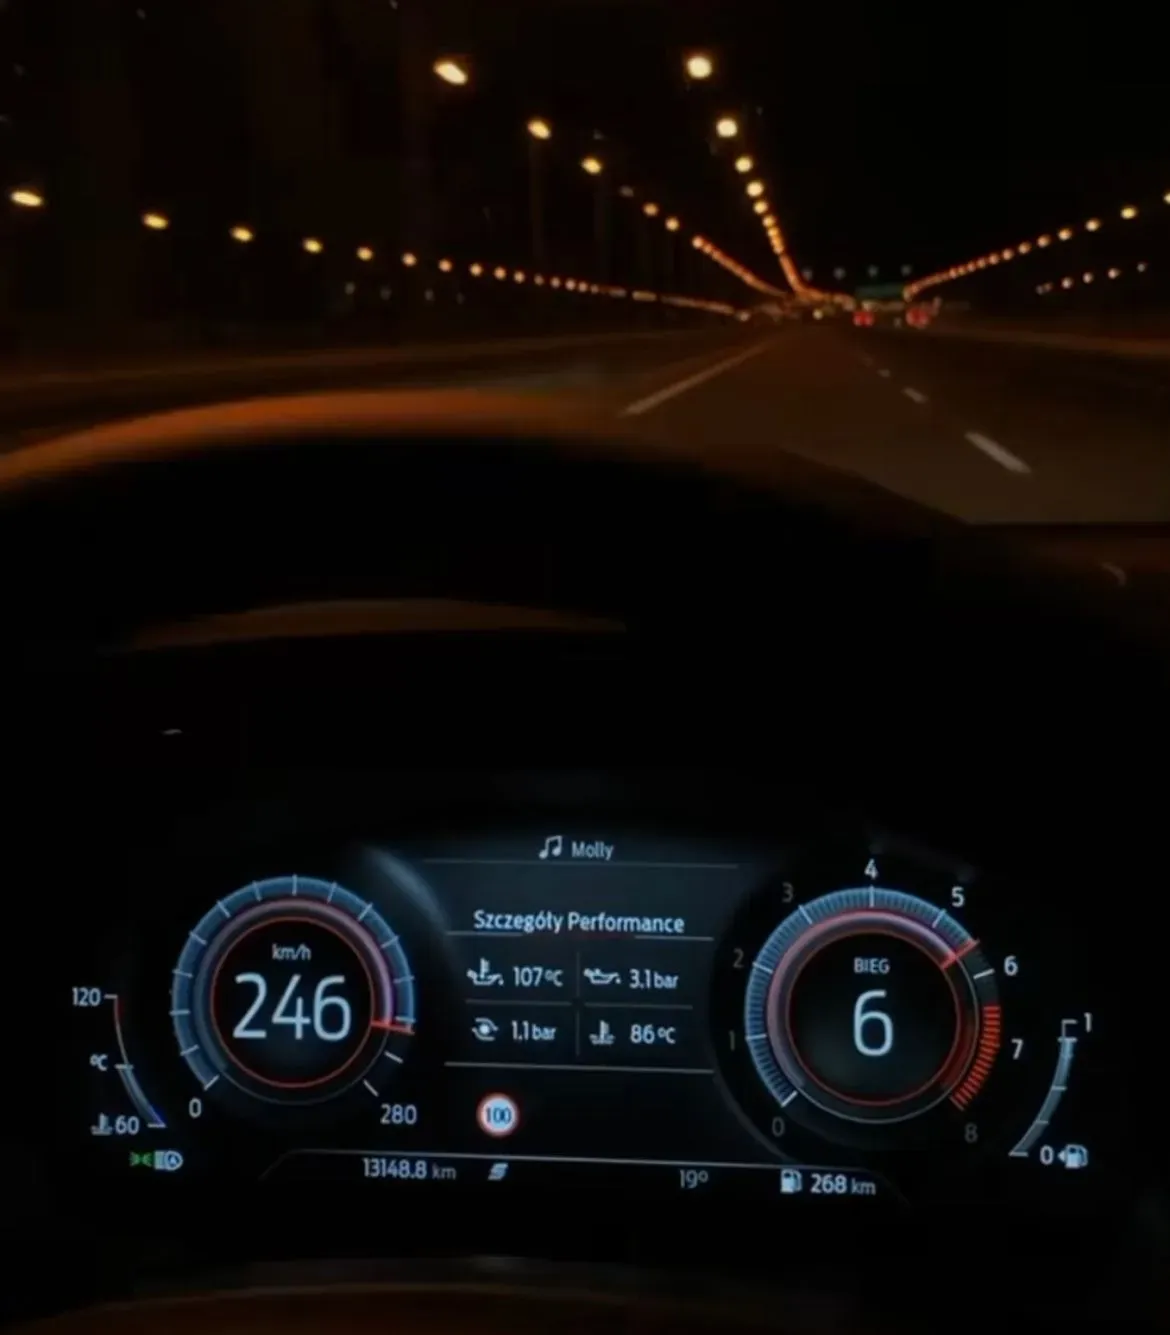 Molly
Szczegóły Performance
107°C 3.1 bar
1.1 bar 86°C
km/h
246
0 280
120
°C
60
100
BIEG
6
0 1 2 3 4 5 6 7 8
1
0
13148.8 km 19° 268 km